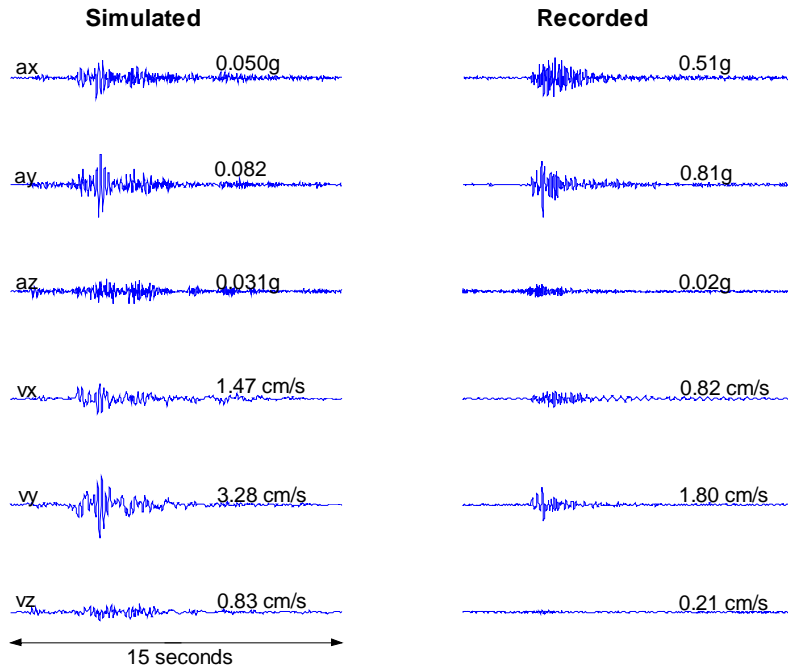 Simulated Recorded
ax 0.050g 0.51g
ay 0.082 0.81g
az 0.031g 0.02g
vx 1.47 cm/s 0.82 cm/s
vy 3.28 cm/s 1.80 cm/s
vz 0.83 cm/s 0.21 cm/s
15 seconds